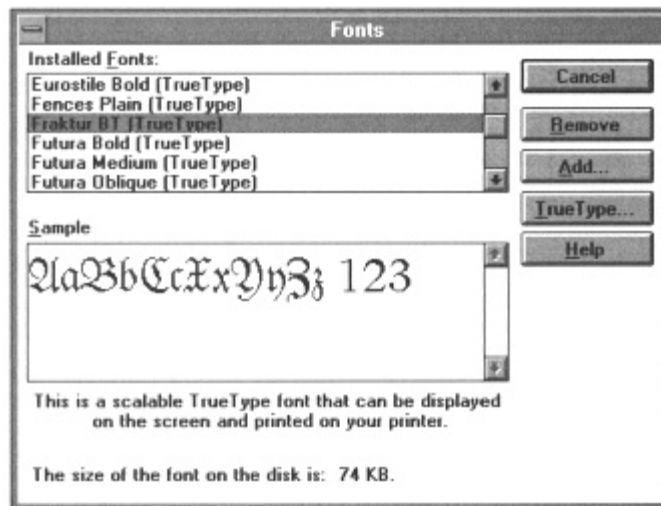 Fonts
Installed Fonts:
Eurostile Bold (TrueType)
Fences Plain (TrueType)
Fraktur BT (TrueType)
Futura Bold (TrueType)
Futura Medium (TrueType)
Futura Oblique (TrueType)
Cancel
Remove
Add...
TrueType...
Help
Sample
AaBbCcXxYyZz 123
This is a scalable TrueType font that can be displayed
on the screen and printed on your printer.
The size of the font on the disk is: 74 KB.